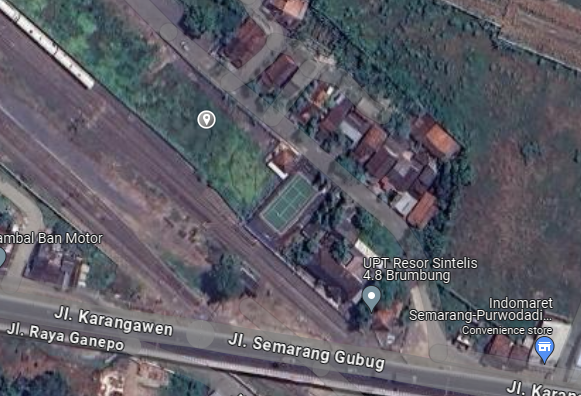 ambal Ban Motor
UPT Resor Sintelis
4.8 Brumbung
Indomaret
Semarang-Purwodadi...
Convenience store
Jl. Karangawen
Jl. Semarang Gubug
Jl. Raya Ganepo
Jl. Karan